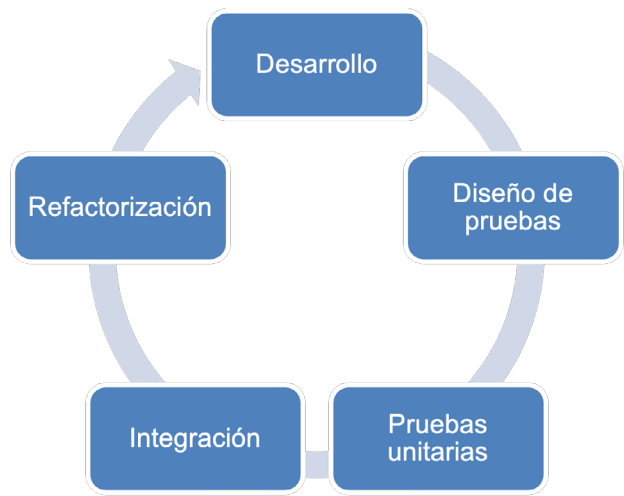 Desarrollo
Diseño de
pruebas
Pruebas
unitarias
Integración
Refactorización